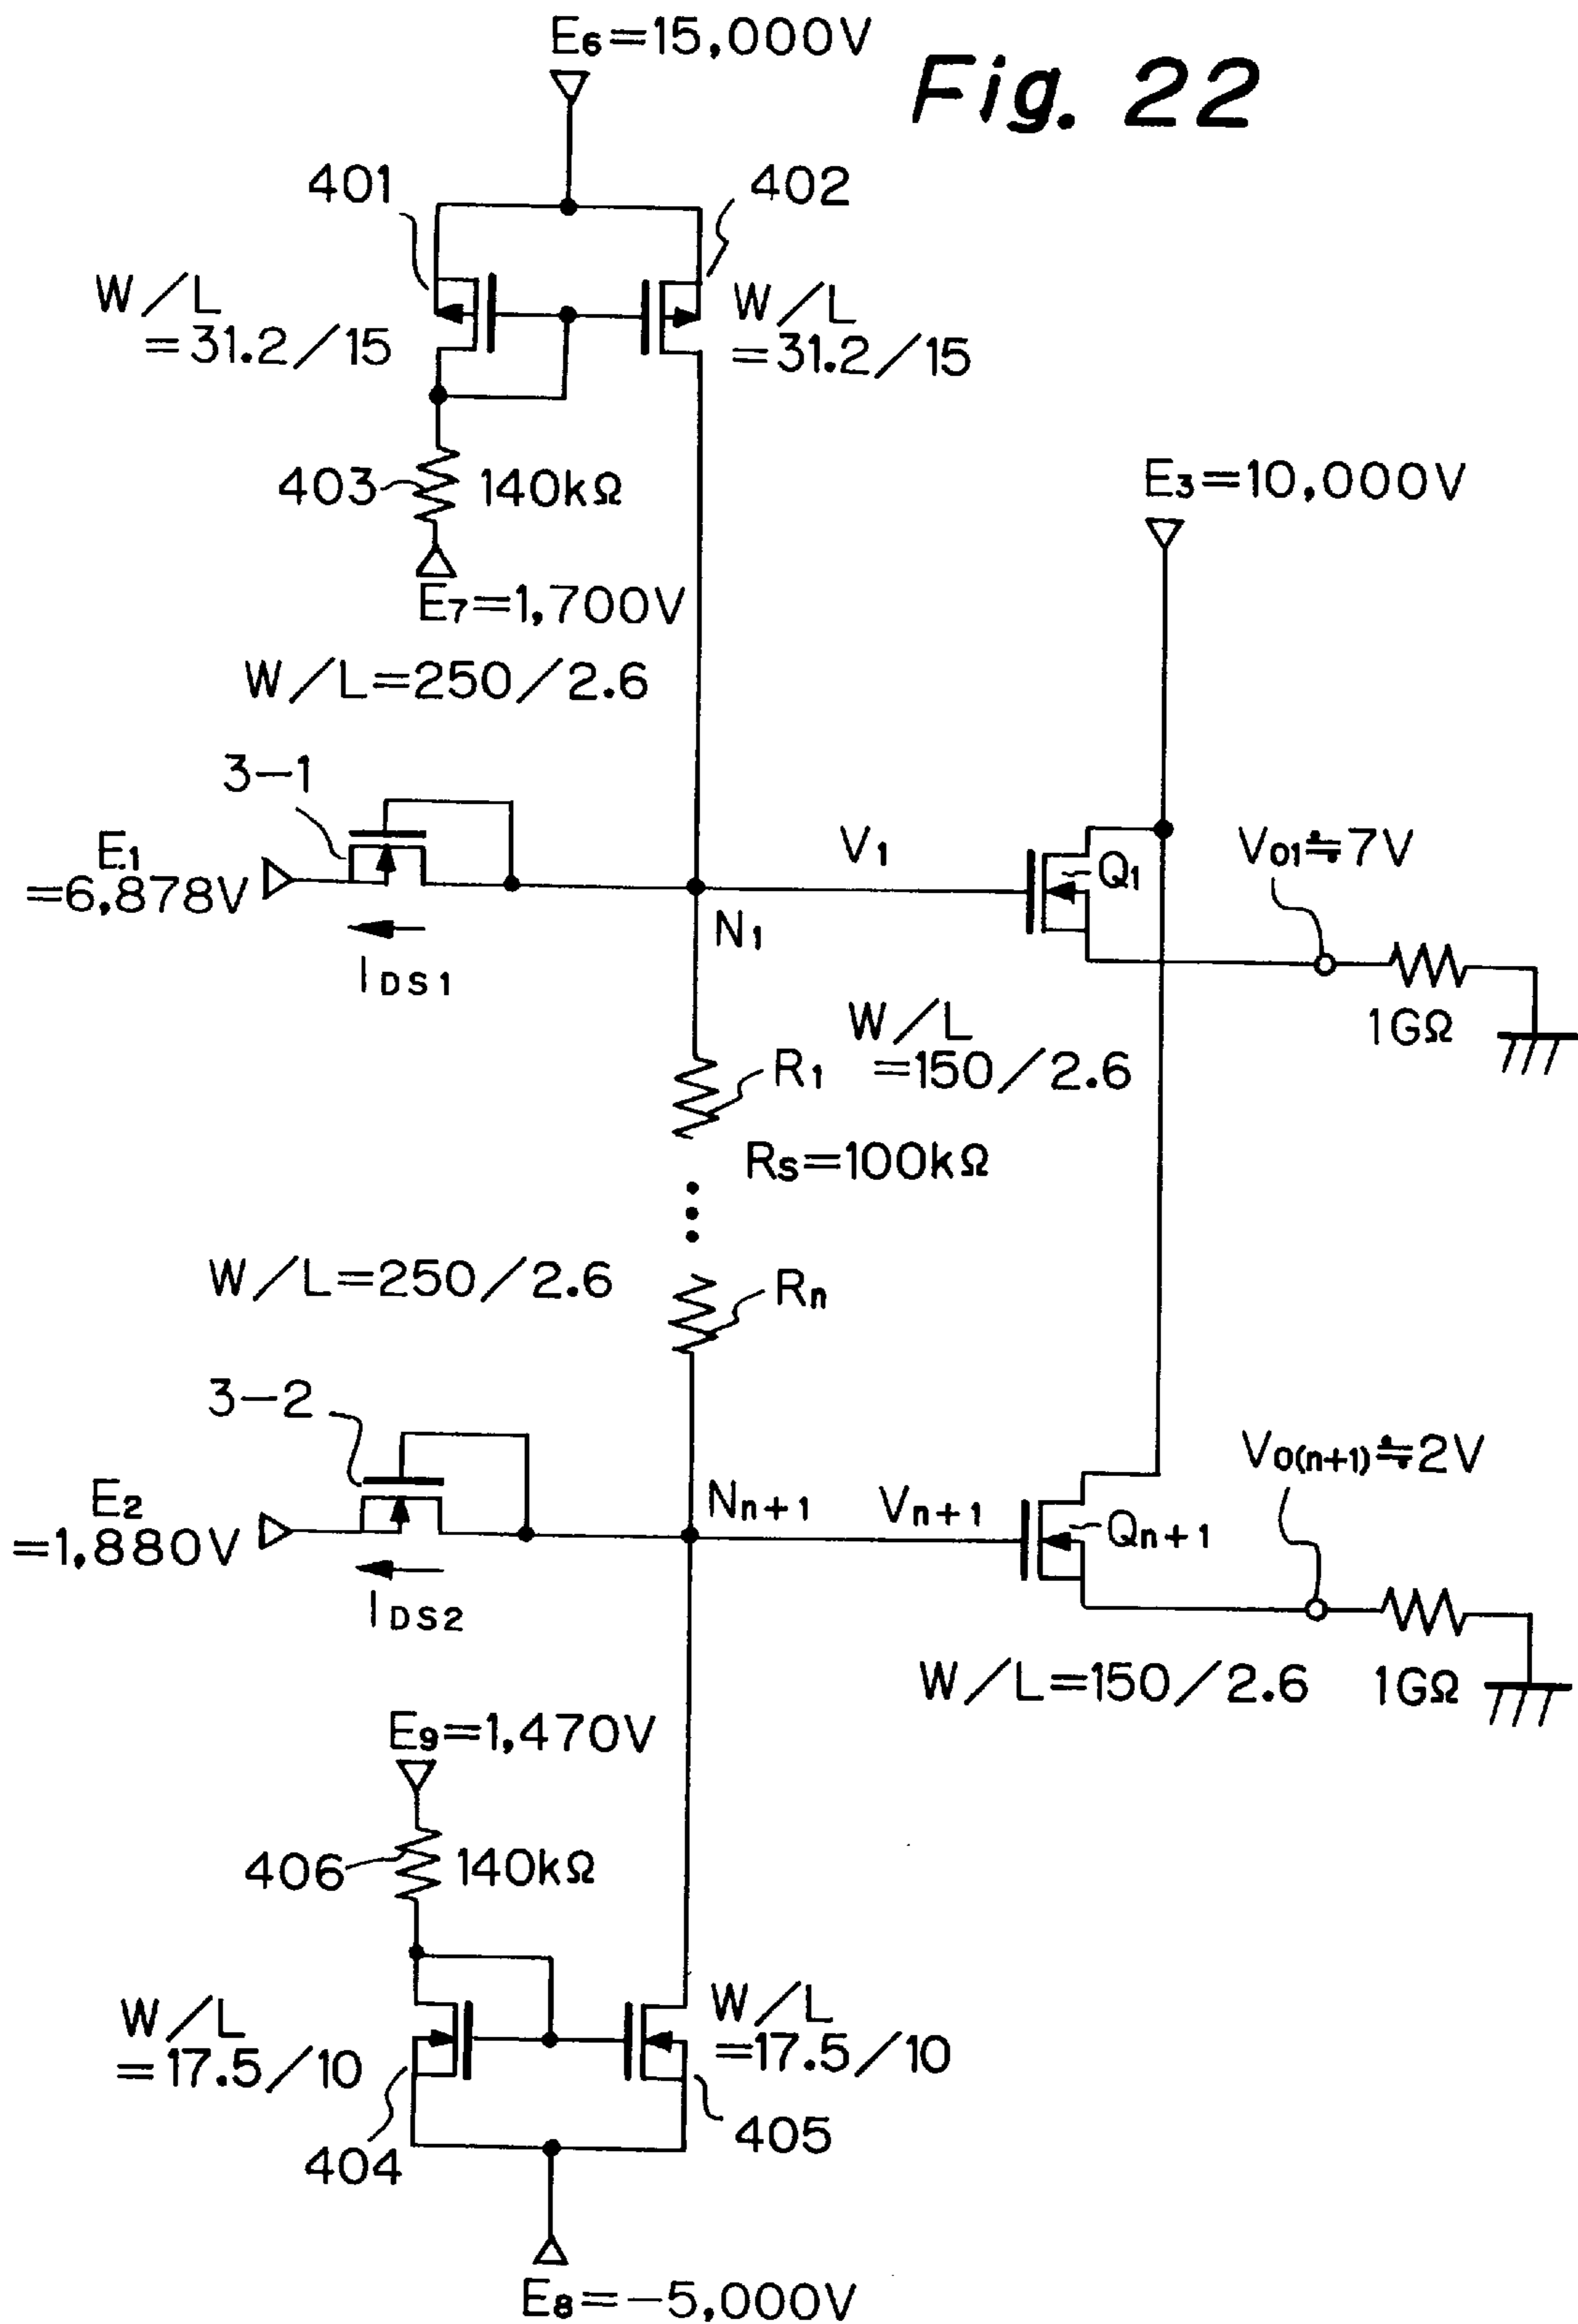 E6=15,000V
Fig. 22
401
402
W/L
=31.2/15
W/L
=31.2/15
403
140kΩ
E7=1,700V
E3=10,000V
W/L=250/2.6
3-1
E1
=6,878V
IDS1
V1
Q1
N1
VO1≒7V
1GΩ
W/L
=150/2.6
R1
RS=100kΩ
W/L=250/2.6
Rn
3-2
E2
=1,880V
IDS2
Nn+1
Vn+1
Qn+1
VO(n+1)≒2V
W/L=150/2.6
1GΩ
E9=1,470V
406
140kΩ
W/L
=17.5/10
W/L
=17.5/10
404
405
E8=-5,000V